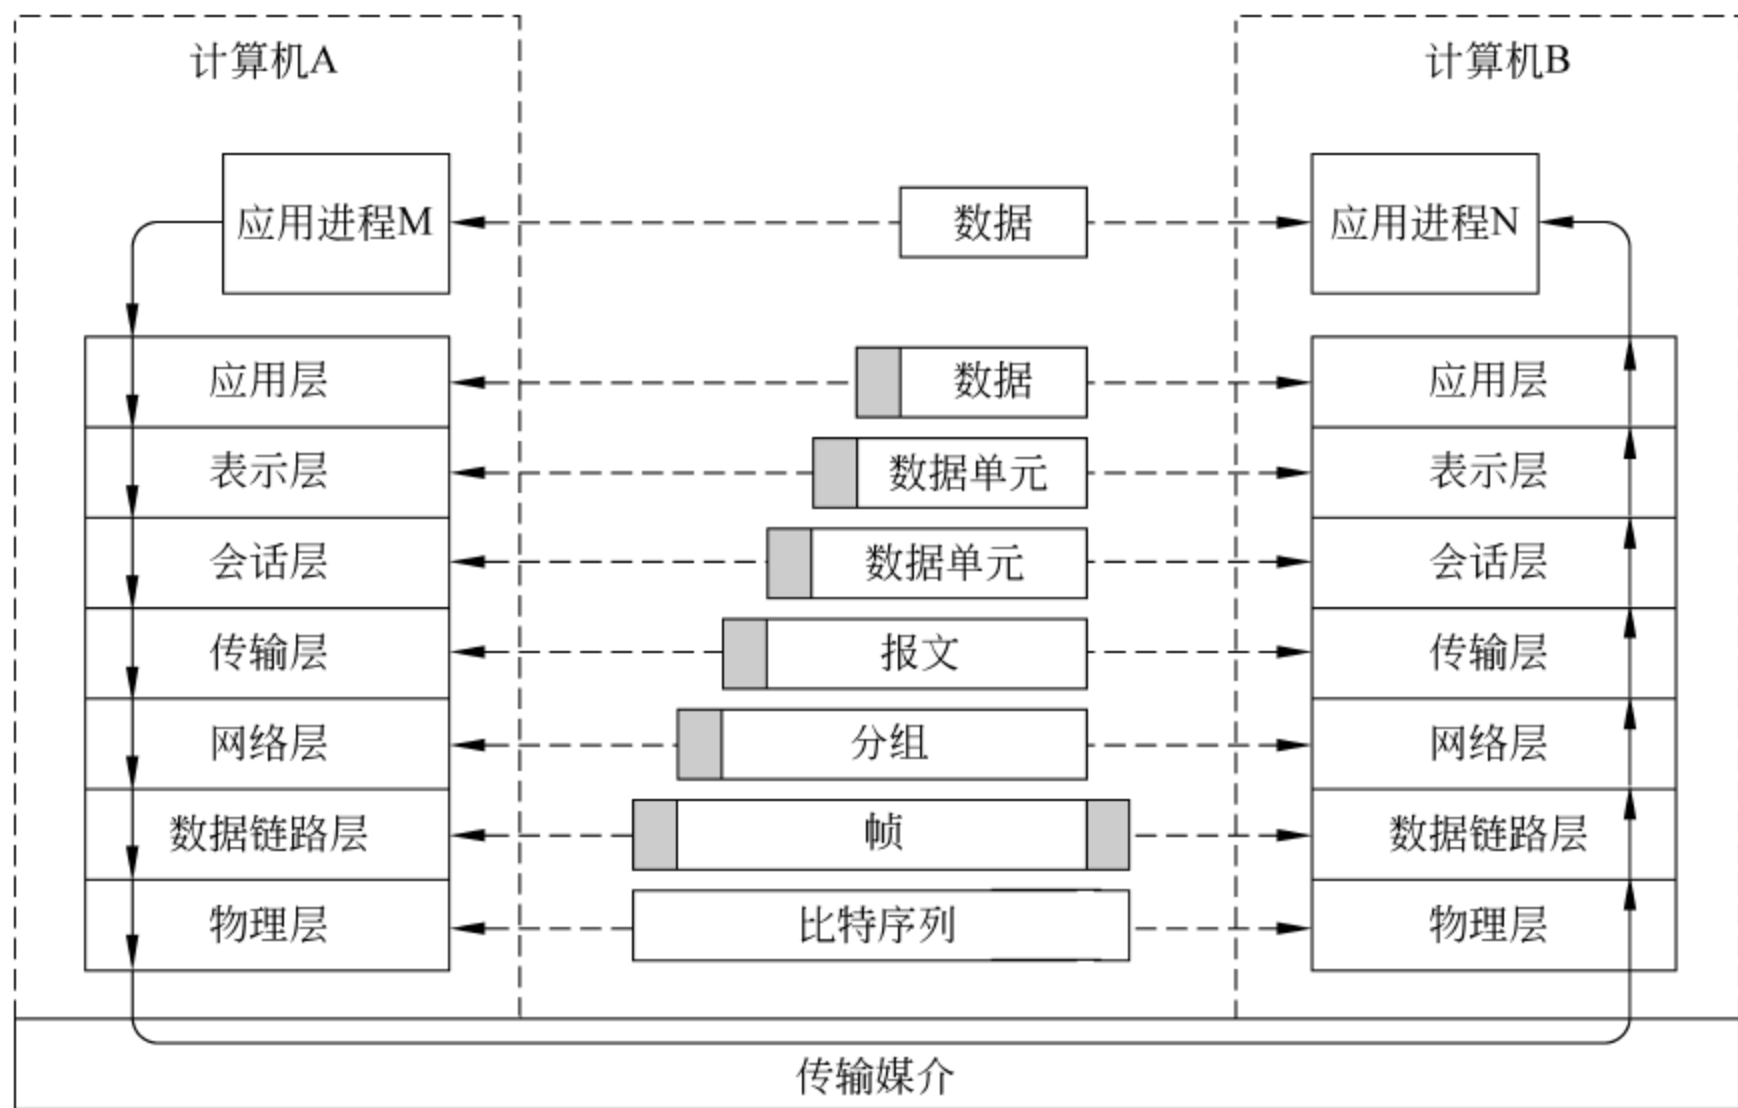 计算机A
计算机B
应用进程M
数据
应用进程N
应用层
数据
应用层
表示层
数据单元
表示层
会话层
数据单元
会话层
传输层
报文
传输层
网络层
分组
网络层
数据链路层
帧
数据链路层
物理层
比特序列
物理层
传输媒介